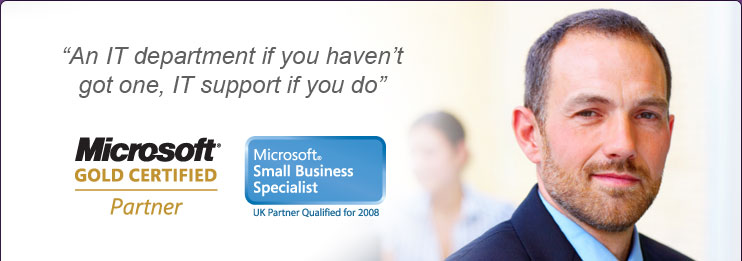 “An IT department if you haven’t
got one, IT support if you do”
Microsoft®
GOLD CERTIFIED
Partner
Microsoft®
Small Business
Specialist
UK Partner Qualified for 2008